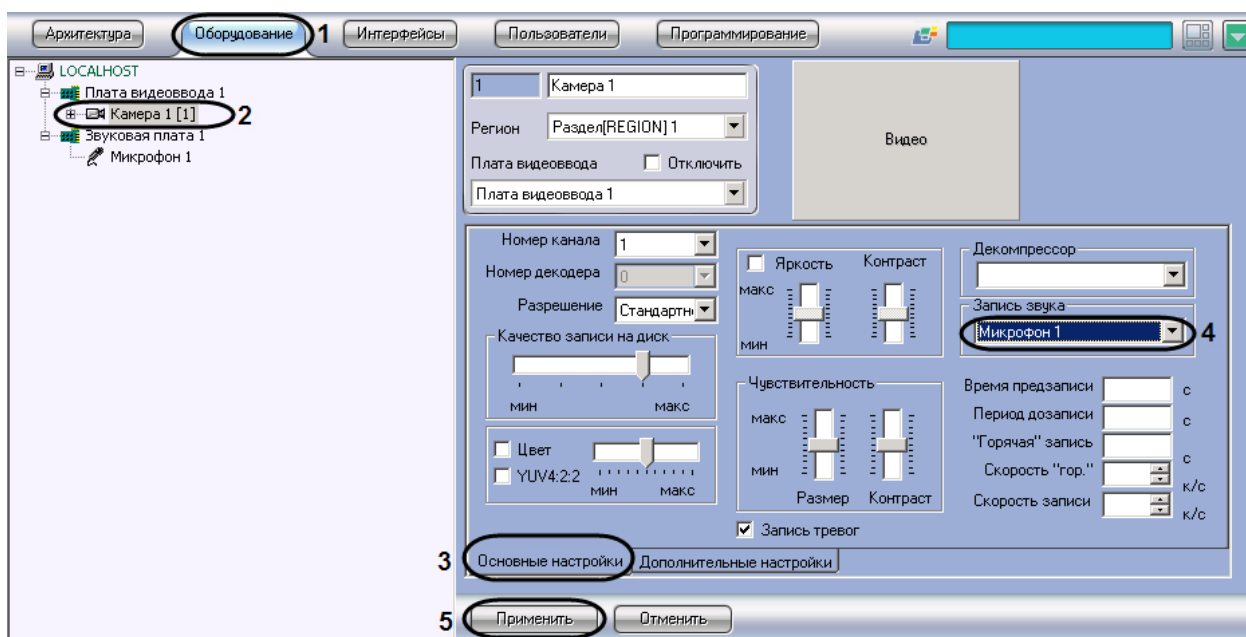 Архитектура Оборудование 1 Интерфейсы Пользователи Программирование
LOCALHOST
Плата видеоввода 1
Камера 1 [1] 2
Звуковая плата 1
Микрофон 1
1 Камера 1
Регион Раздел[REGION] 1
Плата видеоввода Отключить
Плата видеоввода 1
Видео
Номер канала 1
Номер декодера 0
Разрешение Стандартн
Качество записи на диск
мин макс
Цвет
YUV4:2:2
мин макс
Яркость Контраст
макс
мин
Чувствительность
макс
мин
Размер Контраст
Запись тревог
Декомпрессор
Запись звука
Микрофон 1 4
Время предзаписи с
Период дозаписи с
"Горячая" запись с
Скорость "гор." к/с
Скорость записи к/с
3 Основные настройки Дополнительные настройки
5 Применить Отменить